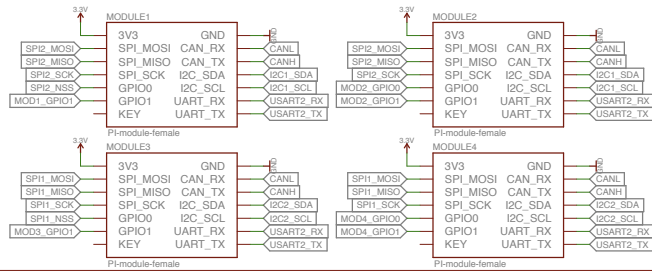 3.3V
MODULE1
3V3 GND GND
SPI2_MOSI SPI_MOSI CAN_RX CANL
SPI2_MISO SPI_MISO CAN_TX CANH
SPI2_SCK SPI_SCK I2C_SDA I2C1_SDA
SPI2_NSS GPIO0 I2C_SCL I2C1_SCL
MOD1_GPIO1 GPIO1 UART_RX USART2_RX
KEY UART_TX USART2_TX
PI-module-female
3.3V
MODULE2
3V3 GND GND
SPI2_MOSI SPI_MOSI CAN_RX CANL
SPI2_MISO SPI_MISO CAN_TX CANH
SPI2_SCK SPI_SCK I2C_SDA I2C1_SDA
MOD2_GPIO0 GPIO0 I2C_SCL I2C1_SCL
MOD2_GPIO1 GPIO1 UART_RX USART2_RX
KEY UART_TX USART2_TX
PI-module-female
3.3V
MODULE3
3V3 GND GND
SPI1_MOSI SPI_MOSI CAN_RX CANL
SPI1_MISO SPI_MISO CAN_TX CANH
SPI1_SCK SPI_SCK I2C_SDA I2C2_SDA
SPI1_NSS GPIO0 I2C_SCL I2C2_SCL
MOD3_GPIO1 GPIO1 UART_RX USART2_RX
KEY UART_TX USART2_TX
PI-module-female
3.3V
MODULE4
3V3 GND GND
SPI1_MOSI SPI_MOSI CAN_RX CANL
SPI1_MISO SPI_MISO CAN_TX CANH
SPI1_SCK SPI_SCK I2C_SDA I2C2_SDA
MOD4_GPIO0 GPIO0 I2C_SCL I2C2_SCL
MOD4_GPIO1 GPIO1 UART_RX USART2_RX
KEY UART_TX USART2_TX
PI-module-female